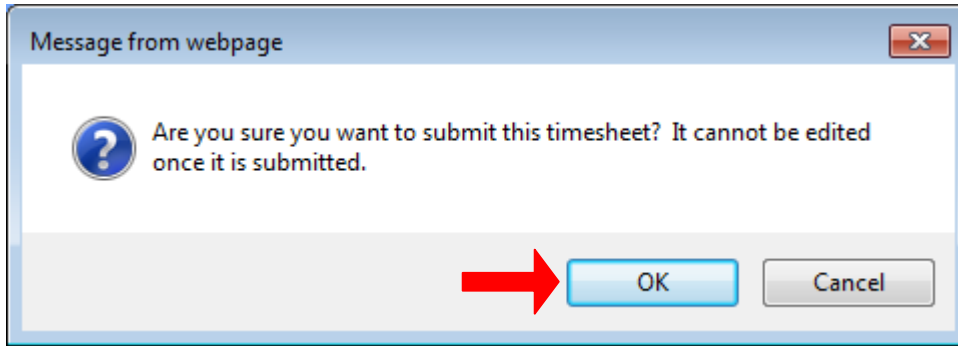 Message from webpage
Are you sure you want to submit this timesheet?  It cannot be edited
once it is submitted.
OK
Cancel